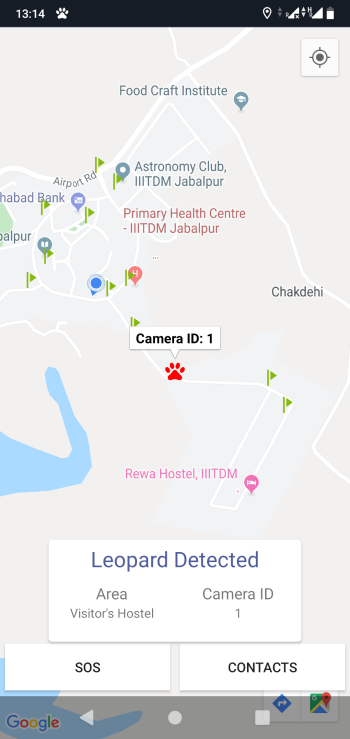 13:14
Food Craft Institute
Astronomy Club,
IIITDM Jabalpur
Airport Rd
habad Bank
Primary Health Centre
- IIITDM Jabalpur
balpur
Chakdehi
Camera ID: 1
Rewa Hostel, IIITDM
Leopard Detected
Area
Camera ID
Visitor's Hostel
1
SOS
CONTACTS
Google